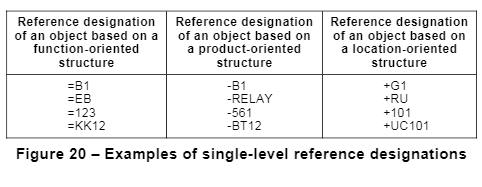 Reference designation of an object based on a function-oriented structure
Reference designation of an object based on a product-oriented structure
Reference designation of an object based on a location-oriented structure
=B1
=EB
=123
=KK12
-B1
-RELAY
-561
-BT12
+G1
+RU
+101
+UC101
Figure 20 – Examples of single-level reference designations